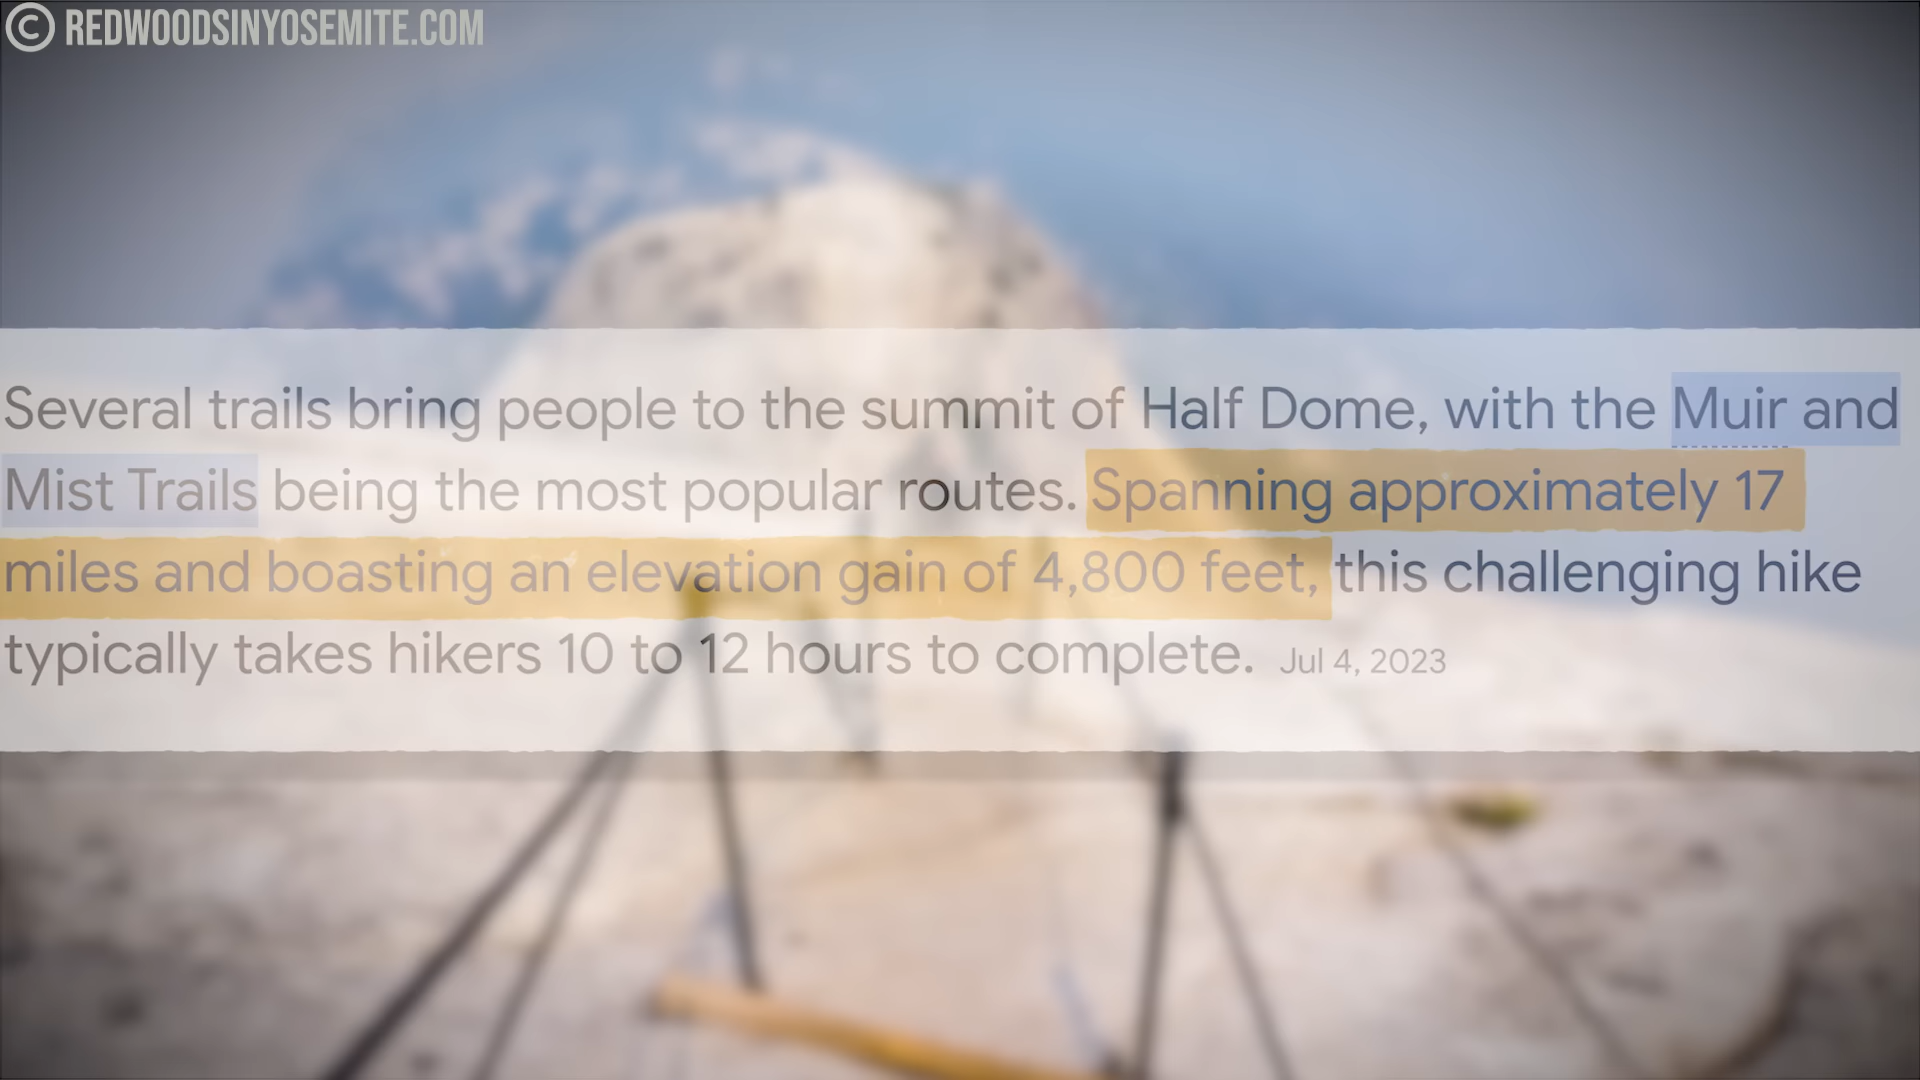 © REDWOODSINYOSEMITE.COM
Several trails bring people to the summit of Half Dome, with the Muir and
Mist Trails being the most popular routes. Spanning approximately 17
miles and boasting an elevation gain of 4,800 feet, this challenging hike
typically takes hikers 10 to 12 hours to complete. Jul 4, 2023